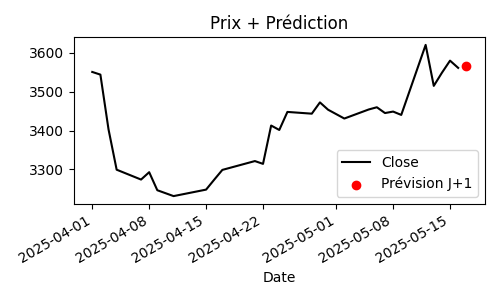 Prix + Prédiction
3600
3500
3400
3300
Close
Prévision J+1
2025-04-01
2025-04-08
2025-04-15
2025-04-22
2025-05-01
2025-05-08
2025-05-15
Date